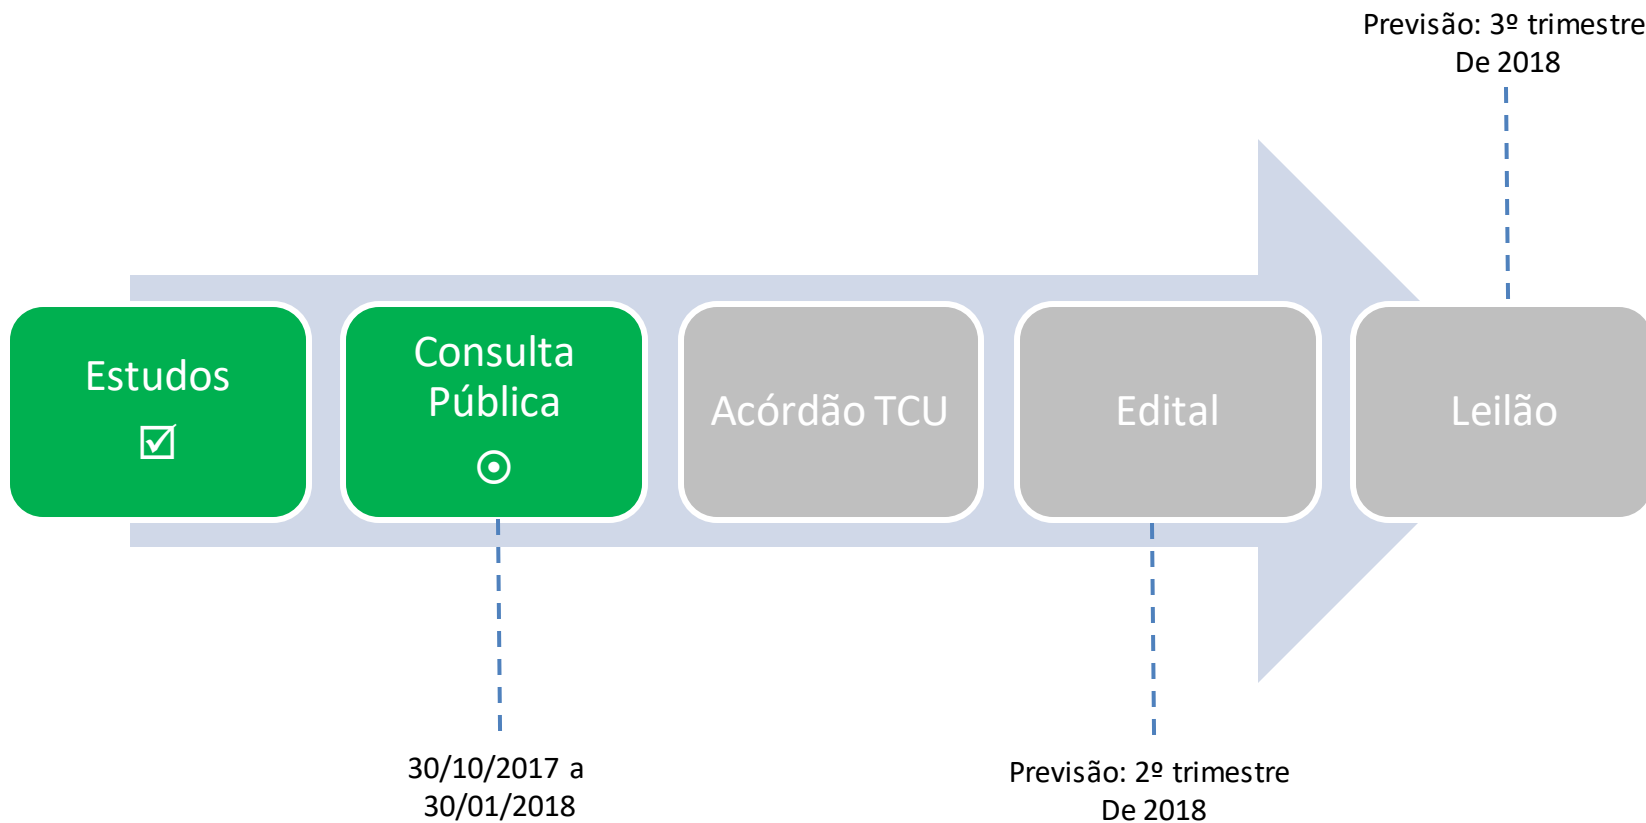 Previsão: 3º trimestre
De 2018
Estudos
☑
Consulta
Pública
Acórdão TCU
Edital
Leilão
30/10/2017 a
30/01/2018
Previsão: 2º trimestre
De 2018